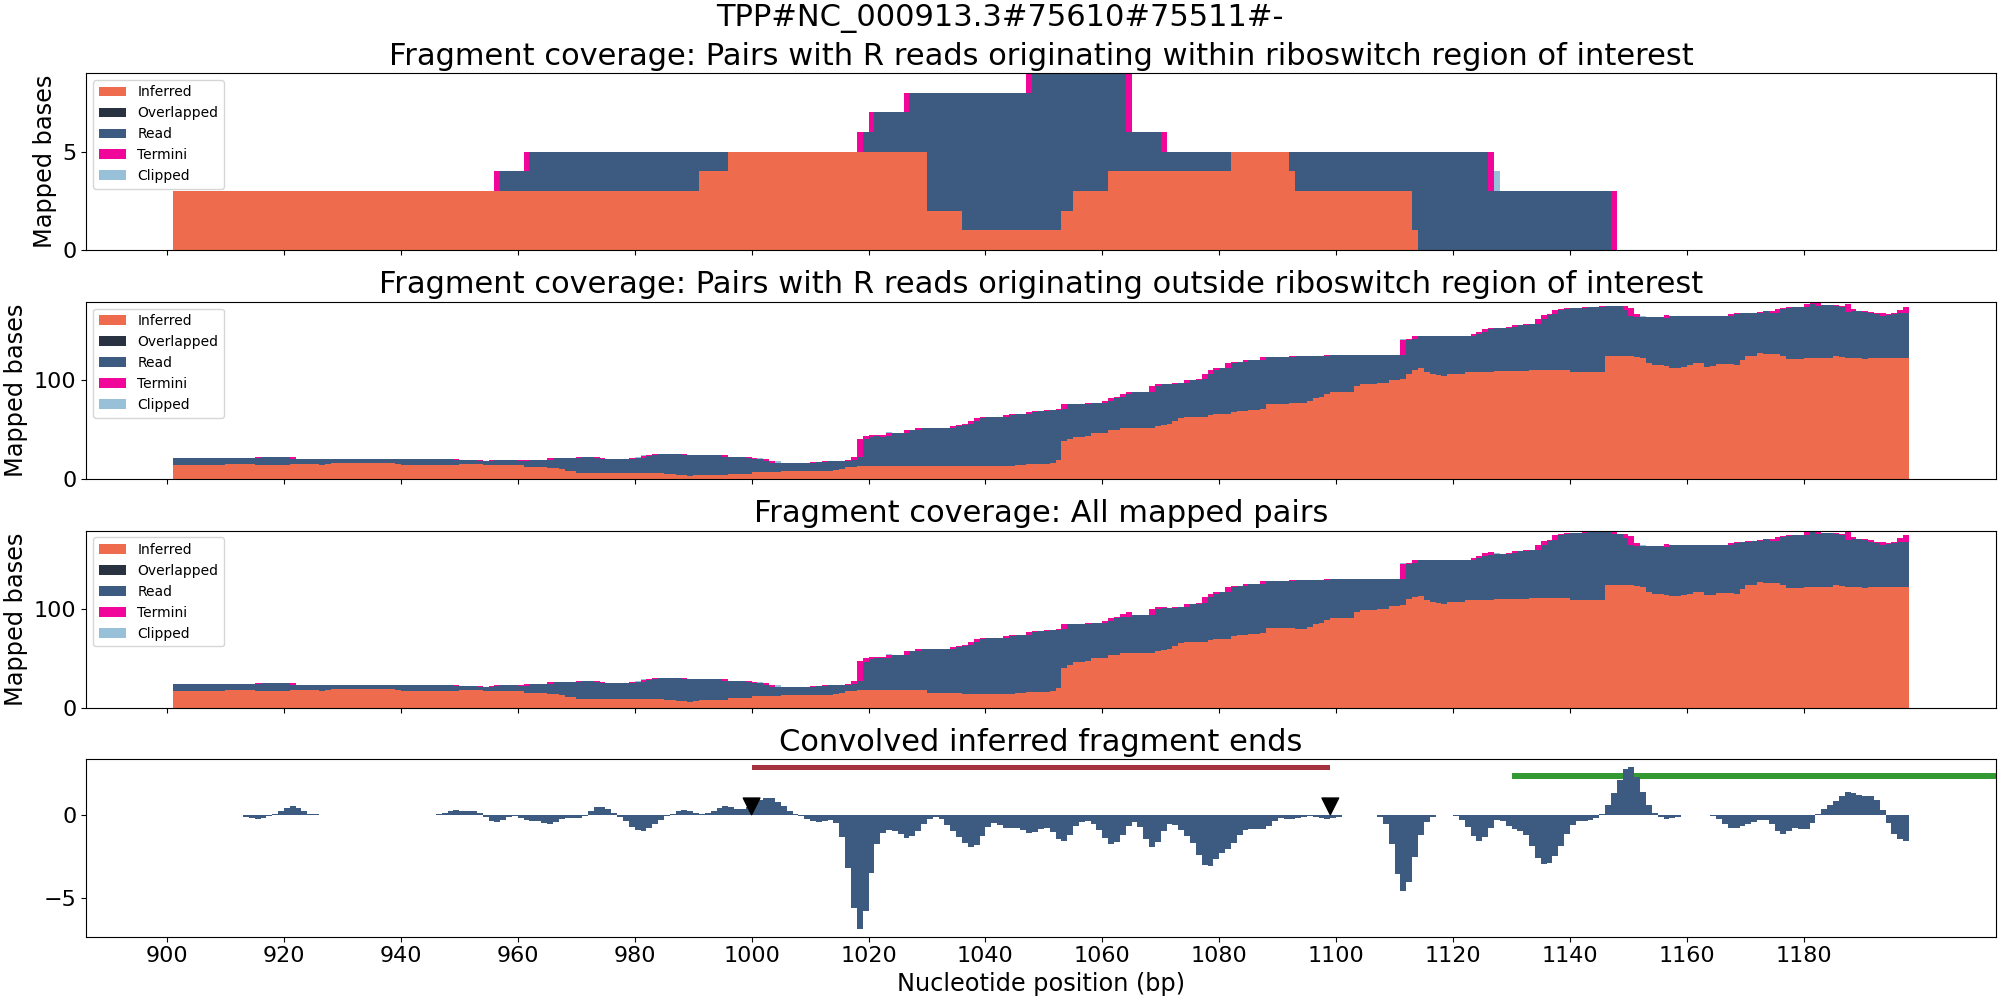 TPP#NC_000913.3#75610#75511#-
Fragment coverage: Pairs with R reads originating within riboswitch region of interest
Mapped bases
5
0
Inferred
Overlapped
Read
Termini
Clipped
Fragment coverage: Pairs with R reads originating outside riboswitch region of interest
Mapped bases
100
0
Inferred
Overlapped
Read
Termini
Clipped
Fragment coverage: All mapped pairs
Mapped bases
100
0
Inferred
Overlapped
Read
Termini
Clipped
Convolved inferred fragment ends
0
−5
900 920 940 960 980 1000 1020 1040 1060 1080 1100 1120 1140 1160 1180
Nucleotide position (bp)